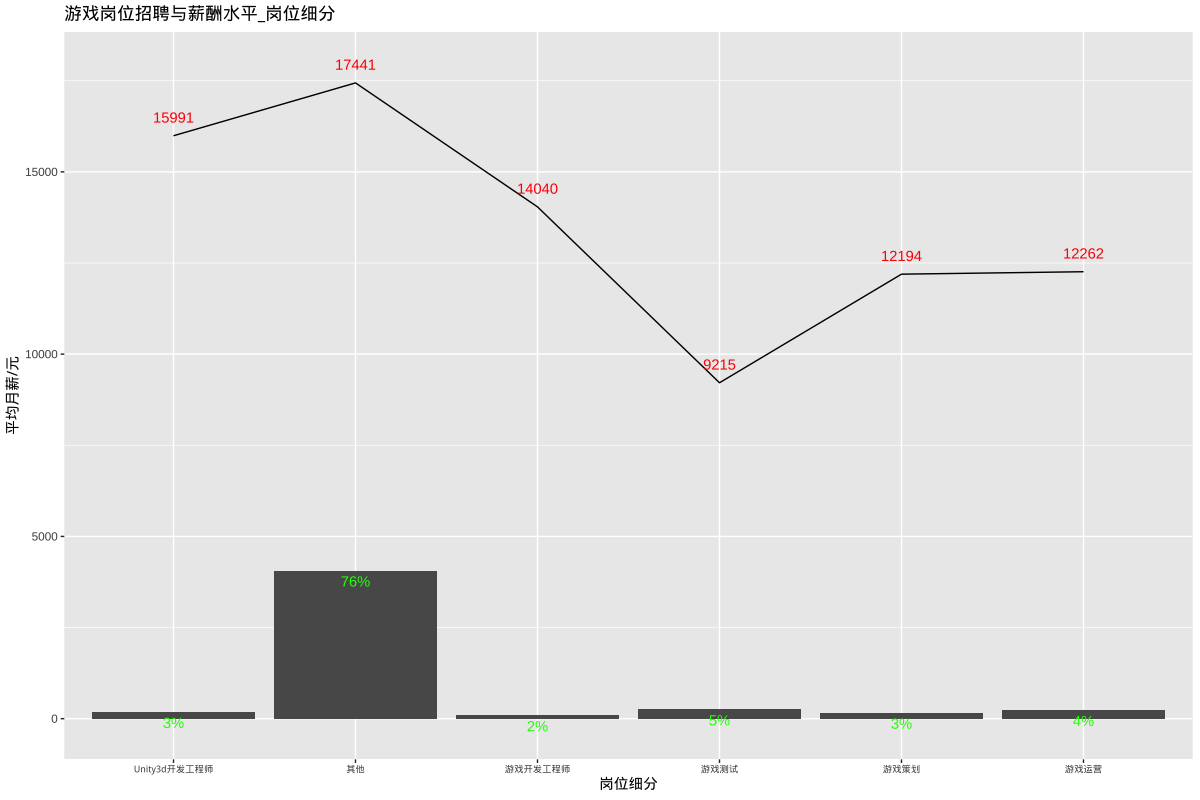 游戏岗位招聘与薪酬水平_岗位细分
17441
15991
14040
12194
12262
9215
15000
10000
5000
0
平均月薪/元
76%
3%
2%
5%
3%
4%
Unity3d开发工程师
其他
游戏开发工程师
游戏测试
游戏策划
游戏运营
岗位细分